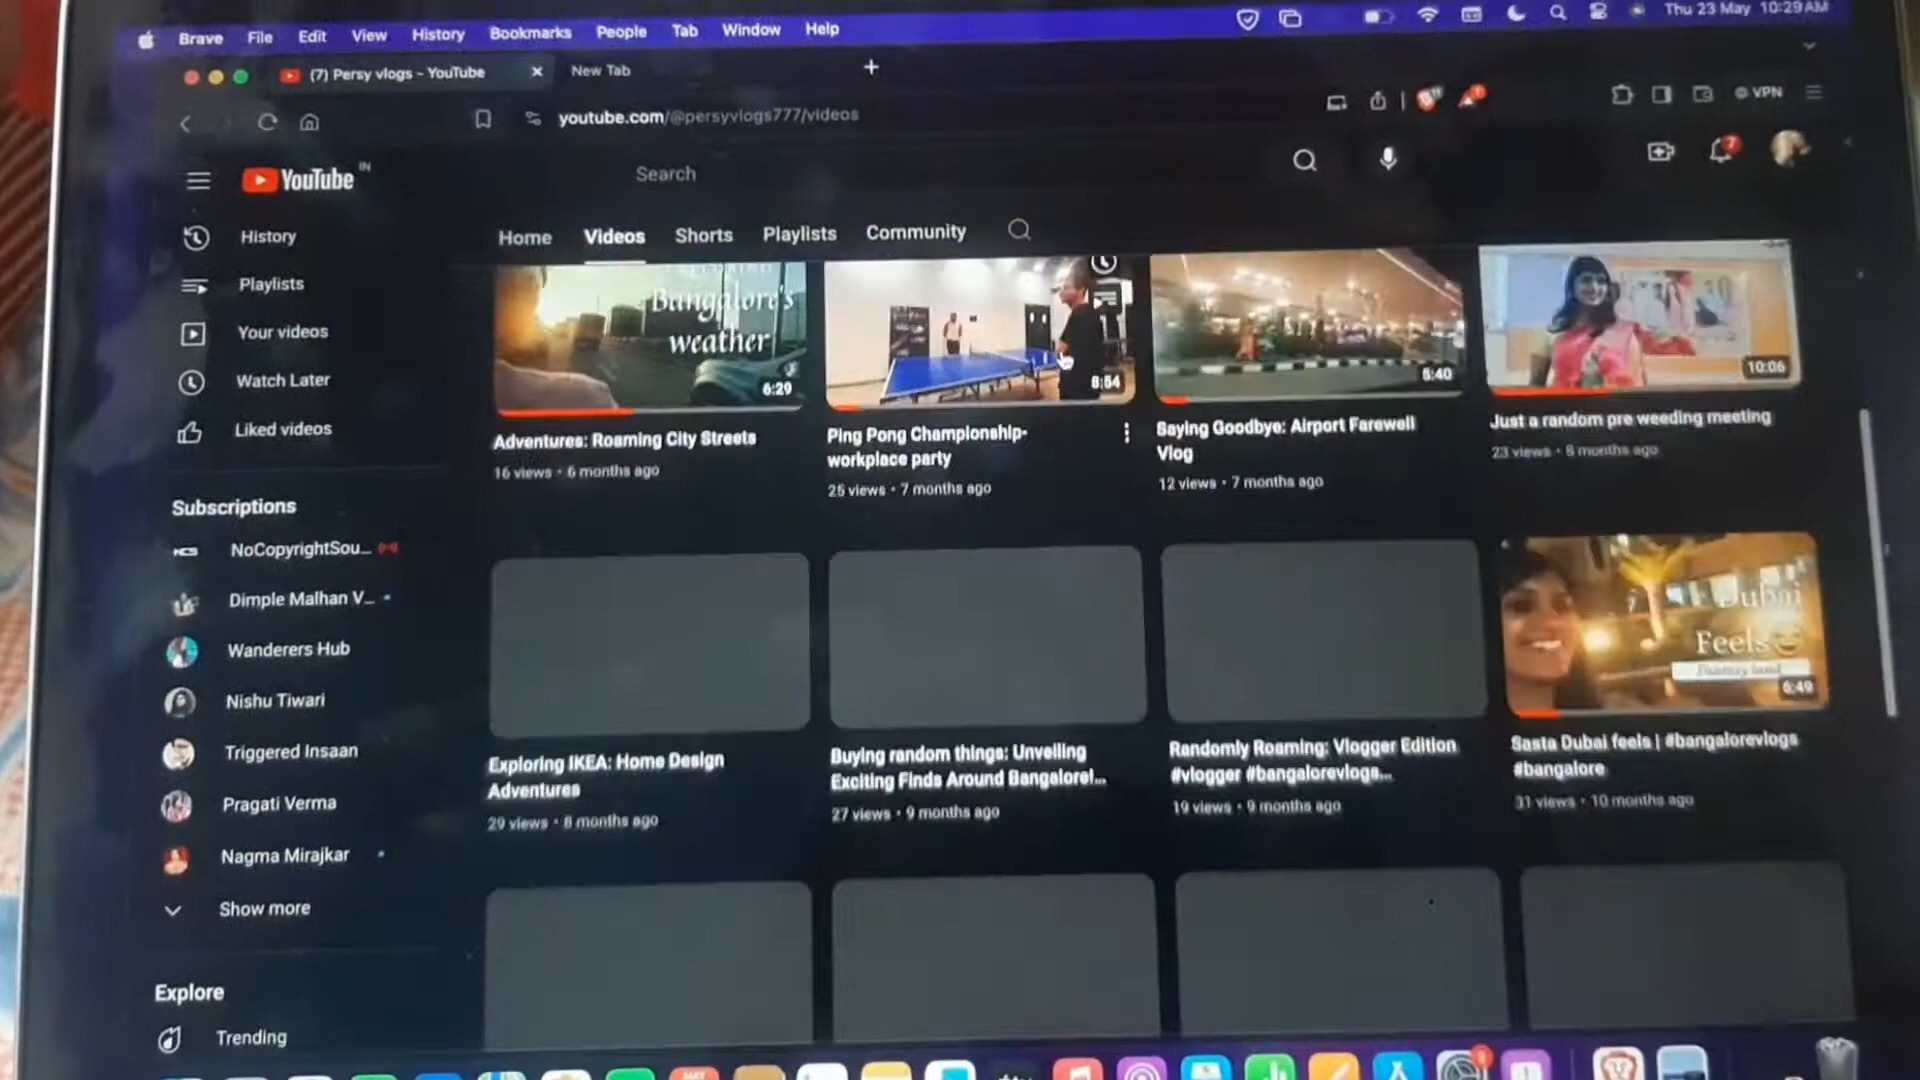 Brave File Edit View History Bookmarks People Tab Window Help
Thu 23 May 10:29 AM
(7) Persy vlogs - YouTube
New Tab
youtube.com/@persyvlogs777/videos
VPN
YouTube IN
Search
7
History
Playlists
Your videos
Watch Later
Liked videos
Subscriptions
NCS
NoCopyrightSou...
Dimple Malhan V...
Wanderers Hub
Nishu Tiwari
Triggered Insaan
Pragati Verma
Nagma Mirajkar
Show more
Explore
Trending
Home Videos Shorts Playlists Community
Bangalore's
weather
6:29
8:54
5:40
10:06
Adventures: Roaming City Streets
16 views • 6 months ago
Ping Pong Championship-
workplace party
25 views • 7 months ago
Saying Goodbye: Airport Farewell
Vlog
12 views • 7 months ago
Just a random pre weeding meeting
23 views • 8 months ago
Dubai
Feels
6:49
Exploring IKEA: Home Design
Adventures
29 views • 8 months ago
Buying random things: Unveiling
Exciting Finds Around Bangalore!...
27 views • 9 months ago
Randomly Roaming: Vlogger Edition
#vlogger #bangalorevlogs...
19 views • 9 months ago
Sasta Dubai feels | #bangalorevlogs
#bangalore
31 views • 10 months ago
MAY